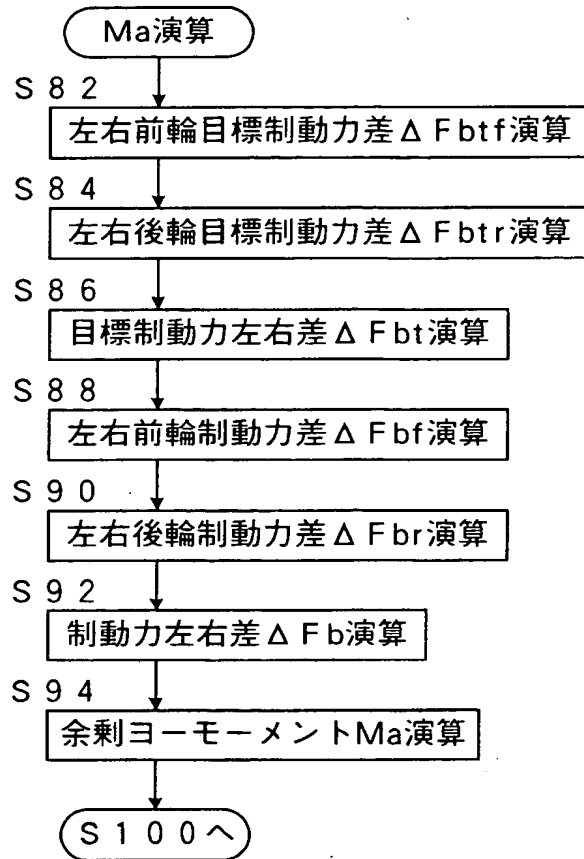 Ma演算
S82
左右前輪目標制動力差ΔFbtf演算
S84
左右後輪目標制動力差ΔFbtr演算
S86
目標制動力左右差ΔFbt演算
S88
左右前輪制動力差ΔFbf演算
S90
左右後輪制動力差ΔFbr演算
S92
制動力左右差ΔFb演算
S94
余剰ヨーモーメントMa演算
S100へ